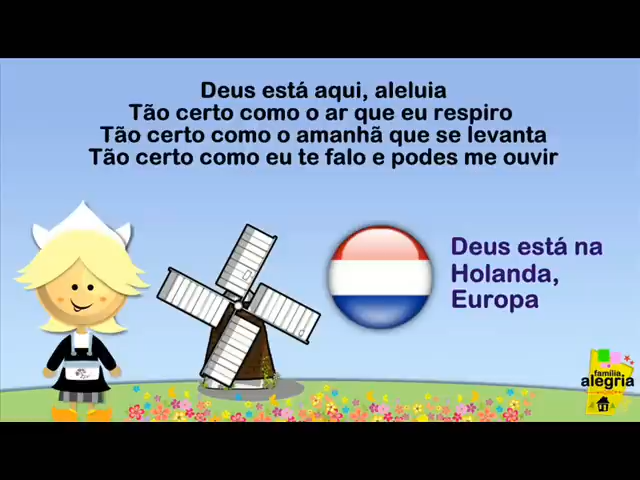 Deus está aqui, aleluia
Tão certo como o ar que eu respiro
Tão certo como o amanhã que se levanta
Tão certo como eu te falo e podes me ouvir
Deus está na
Holanda,
Europa
família
alegria